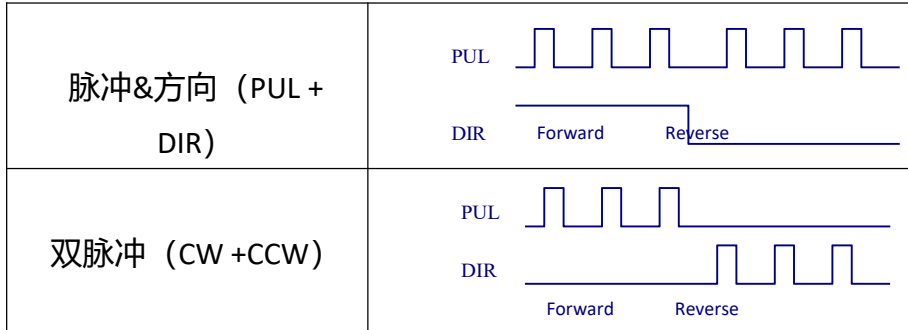 脉冲&方向（PUL +
DIR）
PUL
DIR
Forward Reverse
双脉冲（CW +CCW）
PUL
DIR
Forward Reverse